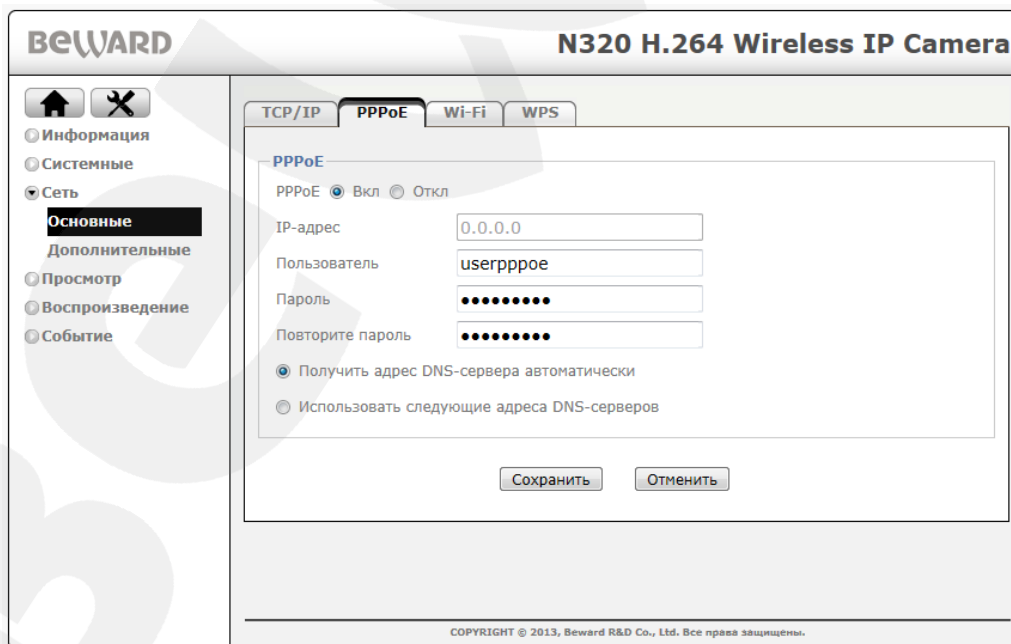 BEWARD
N320 H.264 Wireless IP Camera
Информация
Системные
Сеть
Основные
Дополнительные
Просмотр
Воспроизведение
Событие
TCP/IP PPPoE Wi-Fi WPS
PPPoE
PPPoE Вкл Откл
IP-адрес 0.0.0.0
Пользователь userpppoe
Пароль •••••••••
Повторите пароль •••••••••
Получить адрес DNS-сервера автоматически
Использовать следующие адреса DNS-серверов
Сохранить Отменить
COPYRIGHT © 2013, Beward R&D Co., Ltd. Все права защищены.